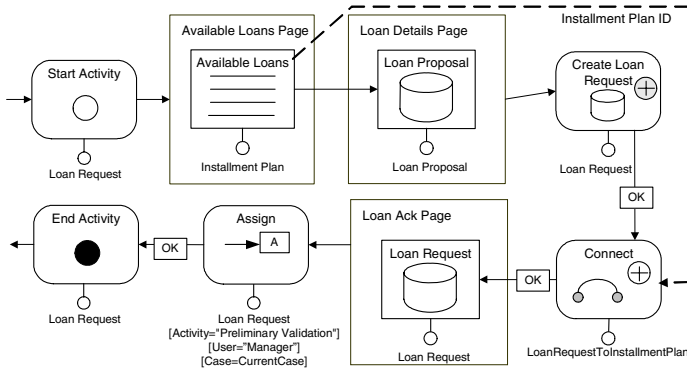 Available Loans Page
Loan Details Page
Installment Plan ID
Start Activity
Available Loans
Loan Proposal
Create Loan
Request
Loan Request
Installment Plan
Loan Proposal
Loan Request
OK
End Activity
OK
Assign
A
Loan Ack Page
Loan Request
OK
Connect
Loan Request
Loan Request
[Activity="Preliminary Validation"]
[User="Manager"]
[Case=CurrentCase]
Loan Request
LoanRequestToInstallmentPlan